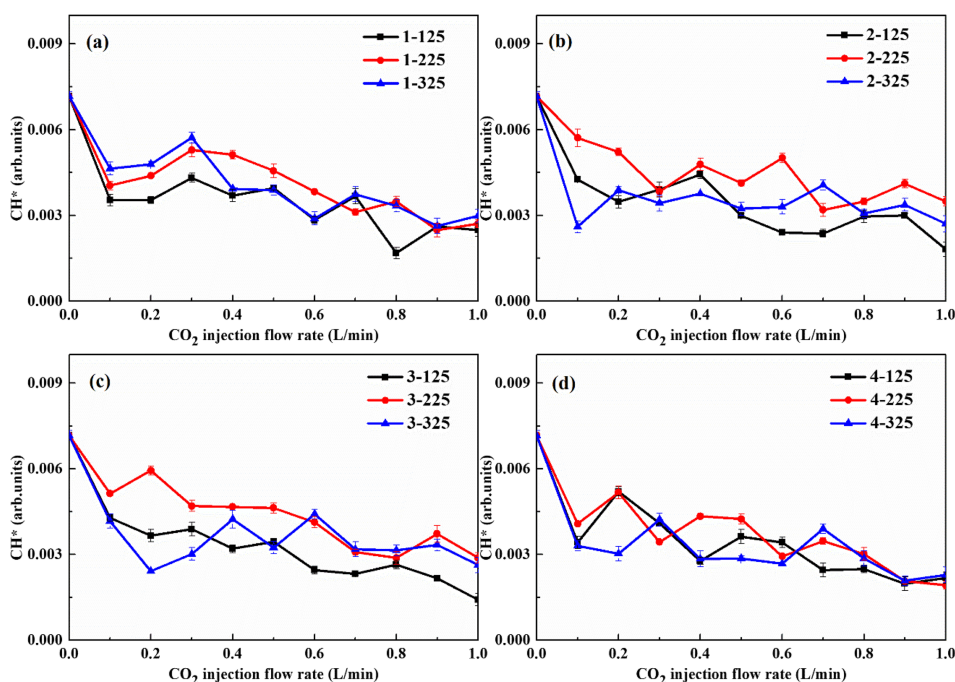 (a)
1-125
1-225
1-325
CH* (arb.units)
0.009
0.006
0.003
0.000
0.0 0.2 0.4 0.6 0.8 1.0
CO₂ injection flow rate (L/min)
(b)
2-125
2-225
2-325
CH* (arb.units)
0.009
0.006
0.003
0.000
0.0 0.2 0.4 0.6 0.8 1.0
CO₂ injection flow rate (L/min)
(c)
3-125
3-225
3-325
CH* (arb.units)
0.009
0.006
0.003
0.000
0.0 0.2 0.4 0.6 0.8 1.0
CO₂ injection flow rate (L/min)
(d)
4-125
4-225
4-325
CH* (arb.units)
0.009
0.006
0.003
0.000
0.0 0.2 0.4 0.6 0.8 1.0
CO₂ injection flow rate (L/min)